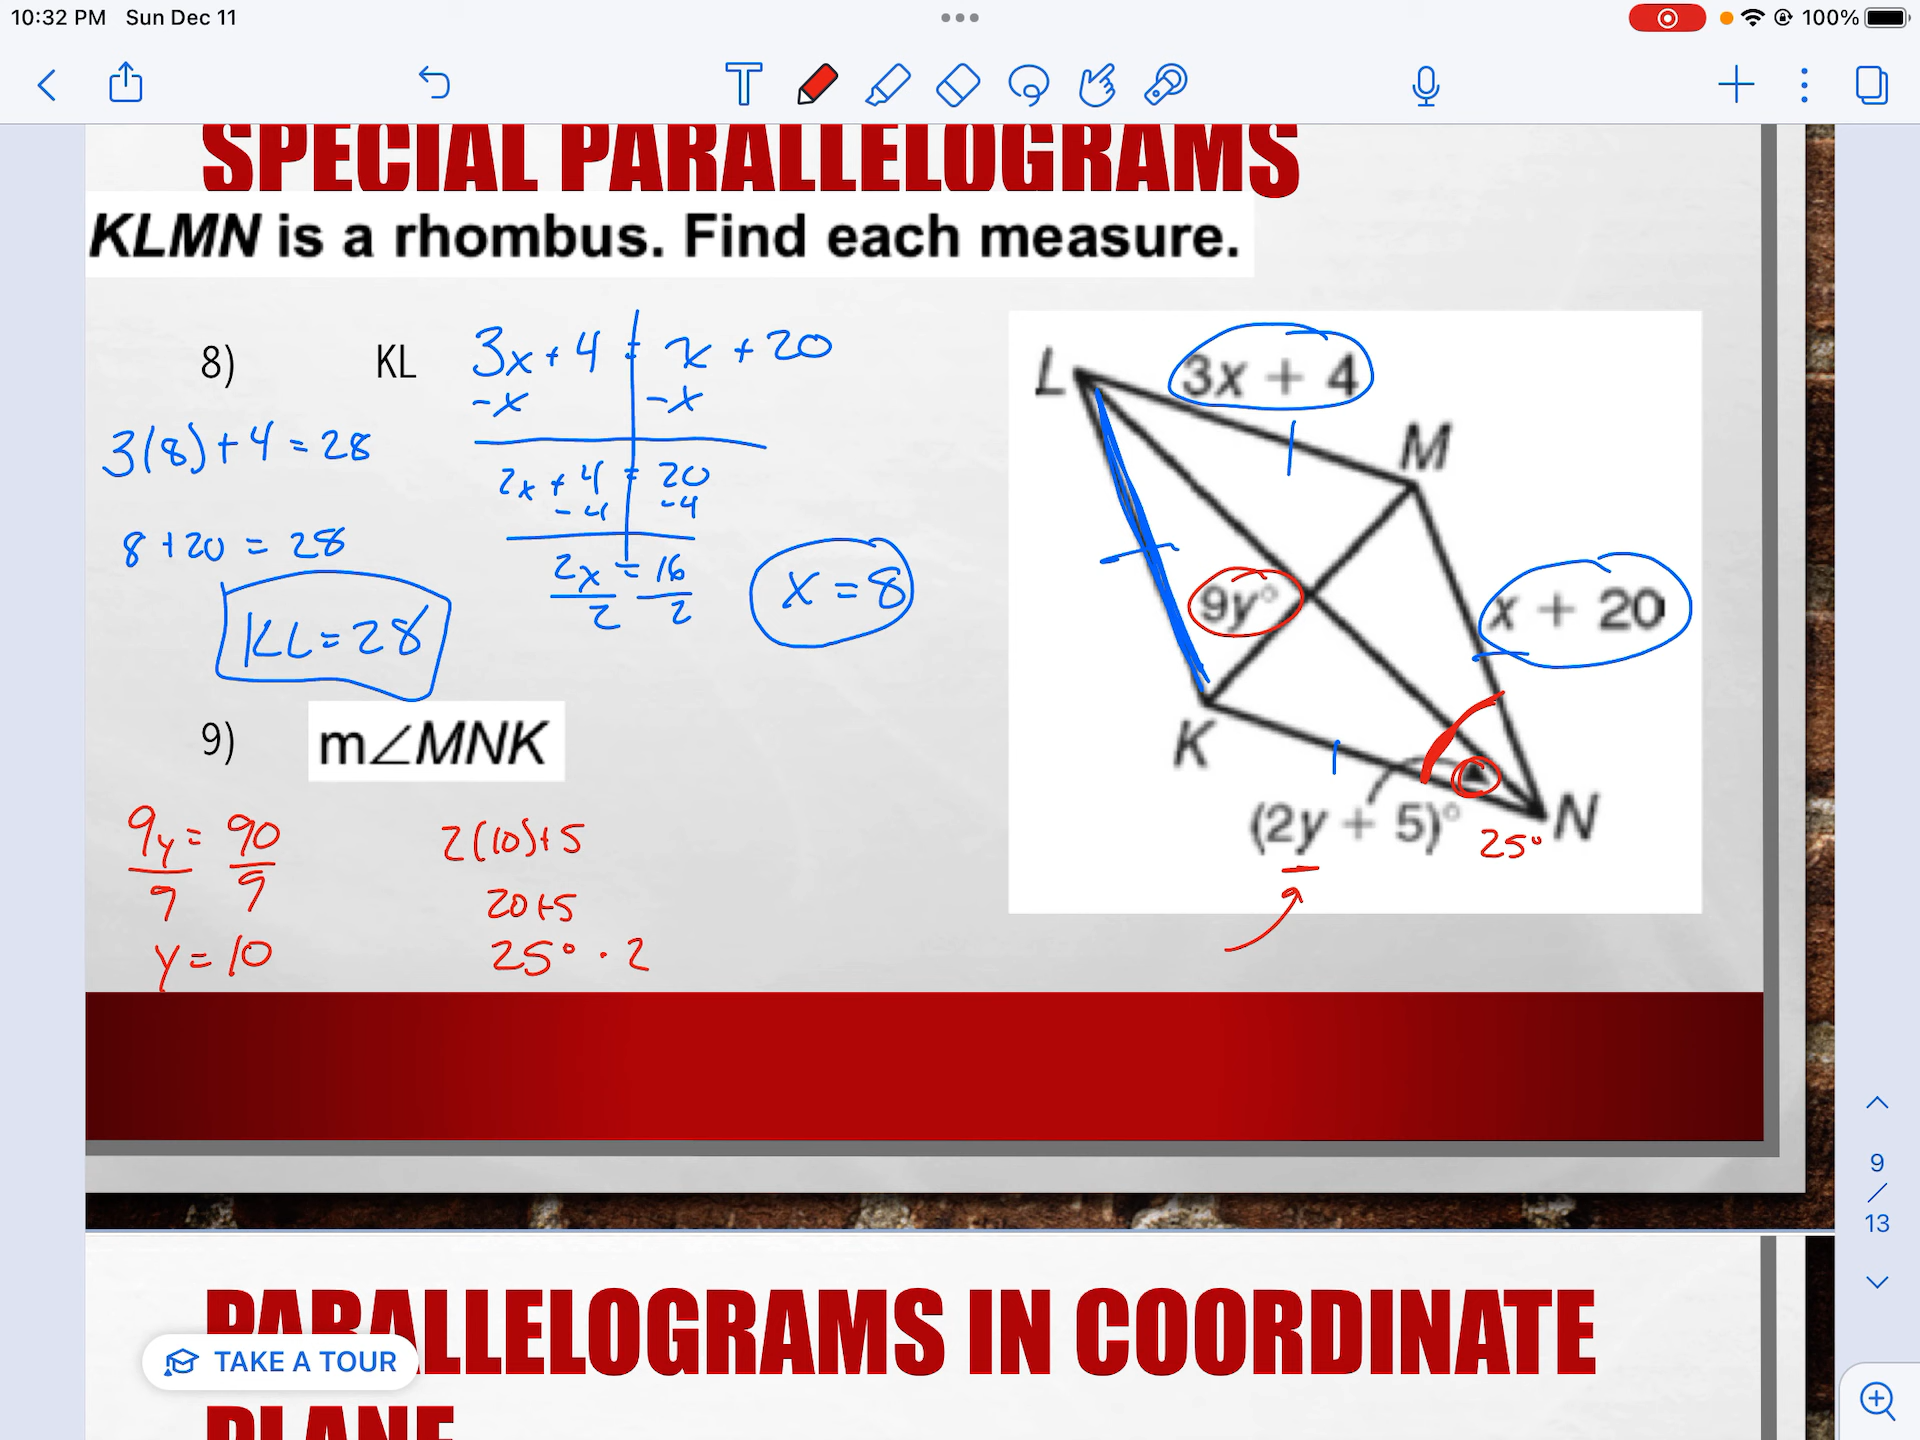 10:32 PM Sun Dec 11
100%
SPECIAL PARALLELOGRAMS
KLMN is a rhombus. Find each measure.
8) KL
3x + 4 = x + 20
-x -x
2x + 4 = 20
-4 -4
2x = 16
2 2
x = 8
3(8) + 4 = 28
8 + 20 = 28
KL = 28
L
3x + 4
M
9y°
x + 20
K
(2y + 5)°
25°
N
9) m∠MNK
9y = 90
9 9
y = 10
2(10)+5
20+5
25° · 2
9
/
13
PARALLELOGRAMS IN COORDINATE
PLANE
TAKE A TOUR